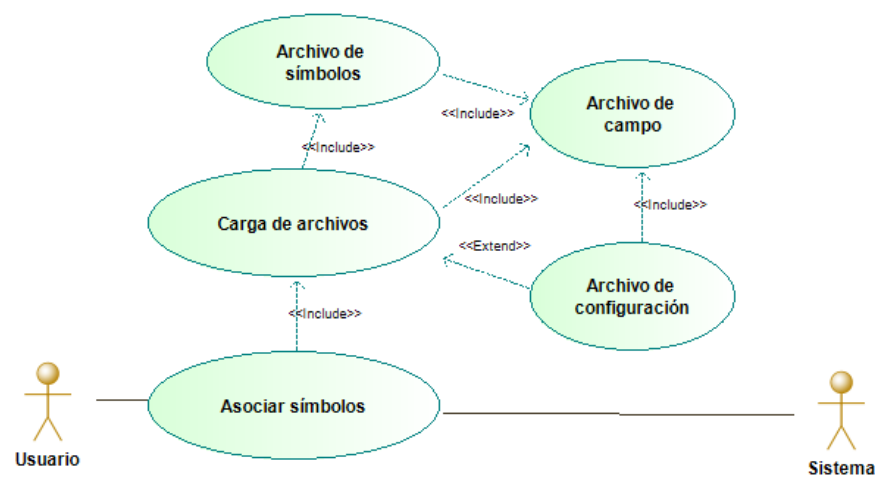 Archivo de
símbolos
Archivo de
campo
<<Include>>
<<Include>>
Carga de archivos
<<Include>>
<<Include>>
<<Extend>>
Archivo de
configuración
<<Include>>
Asociar símbolos
Usuario
Sistema